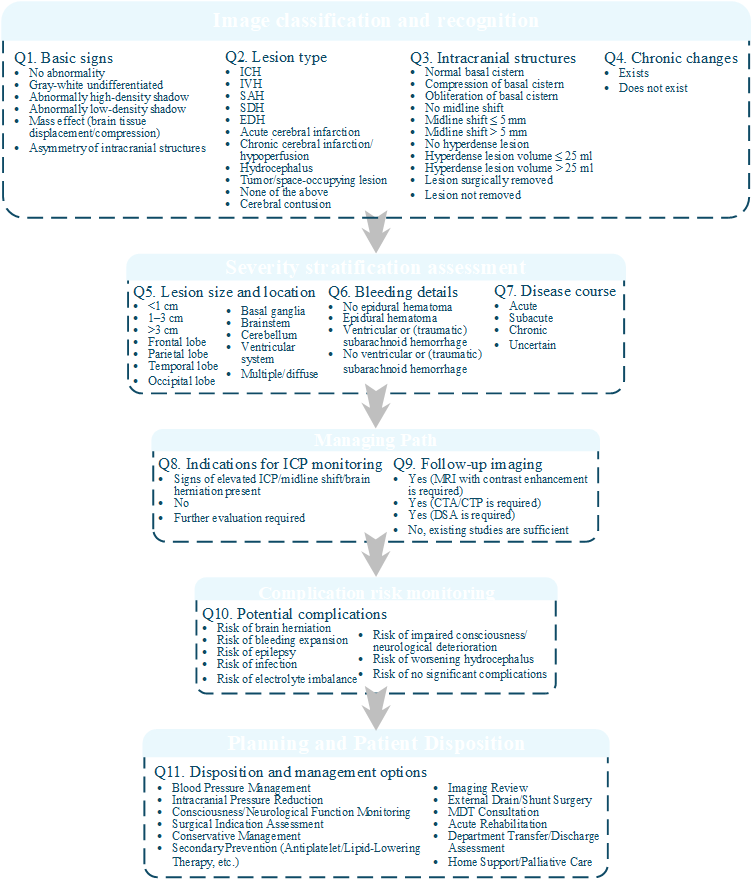 Image classification and recognition
Q1. Basic signs
• No abnormality
• Gray-white undifferentiated
• Abnormally high-density shadow
• Abnormally low-density shadow
• Mass effect (brain tissue
displacement/compression)
• Asymmetry of intracranial structures
Q2. Lesion type
• ICH
• IVH
• SAH
• SDH
• EDH
• Acute cerebral infarction
• Chronic cerebral infarction/
hypoperfusion
• Hydrocephalus
• Tumor/space-occupying lesion
• None of the above
• Cerebral contusion
Q3. Intracranial structures
• Normal basal cistern
• Compression of basal cistern
• Obliteration of basal cistern
• No midline shift
• Midline shift ≤ 5 mm
• Midline shift > 5 mm
• No hyperdense lesion
• Hyperdense lesion volume ≤ 25 ml
• Hyperdense lesion volume > 25 ml
• Lesion surgically removed
• Lesion not removed
Q4. Chronic changes
• Exists
• Does not exist
Severity stratification assessment
Q5. Lesion size and location
• <1 cm
• 1–3 cm
• >3 cm
• Frontal lobe
• Parietal lobe
• Temporal lobe
• Occipital lobe
• Basal ganglia
• Brainstem
• Cerebellum
• Ventricular
system
• Multiple/diffuse
Q6. Bleeding details
• No epidural hematoma
• Epidural hematoma
• Ventricular or (traumatic)
subarachnoid hemorrhage
• No ventricular or (traumatic)
subarachnoid hemorrhage
Q7. Disease course
• Acute
• Subacute
• Chronic
• Uncertain
Managing Path
Q8. Indications for ICP monitoring
• Signs of elevated ICP/midline shift/brain
herniation present
• No
• Further evaluation required
Q9. Follow-up imaging
• Yes (MRI with contrast enhancement
is required)
• Yes (CTA/CTP is required)
• Yes (DSA is required)
• No, existing studies are sufficient
Complication risk monitoring
Q10. Potential complications
• Risk of brain herniation
• Risk of bleeding expansion
• Risk of epilepsy
• Risk of infection
• Risk of electrolyte imbalance
• Risk of impaired consciousness/
neurological deterioration
• Risk of worsening hydrocephalus
• Risk of no significant complications
Planning and Patient Disposition
Q11. Disposition and management options
• Blood Pressure Management
• Intracranial Pressure Reduction
• Consciousness/Neurological Function Monitoring
• Surgical Indication Assessment
• Conservative Management
• Secondary Prevention (Antiplatelet/Lipid-Lowering
Therapy, etc.)
• Imaging Review
• External Drain/Shunt Surgery
• MDT Consultation
• Acute Rehabilitation
• Department Transfer/Discharge
Assessment
• Home Support/Palliative Care